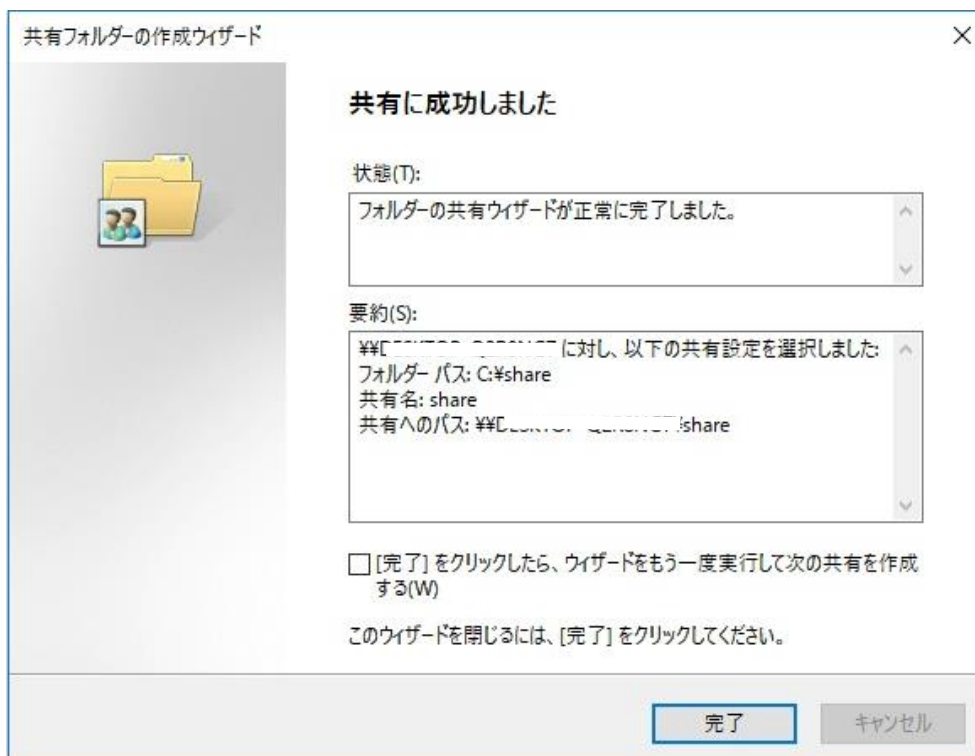 共有フォルダーの作成ウィザード
共有に成功しました
状態(T):
フォルダーの共有ウィザードが正常に完了しました。
要約(S):
に対し、以下の共有設定を選択しました:
フォルダー パス: C:¥share
共有名: share
共有へのパス: ¥share
[完了] をクリックしたら、ウィザードをもう一度実行して次の共有を作成
する(W)
このウィザードを閉じるには、[完了] をクリックしてください。
完了
キャンセル